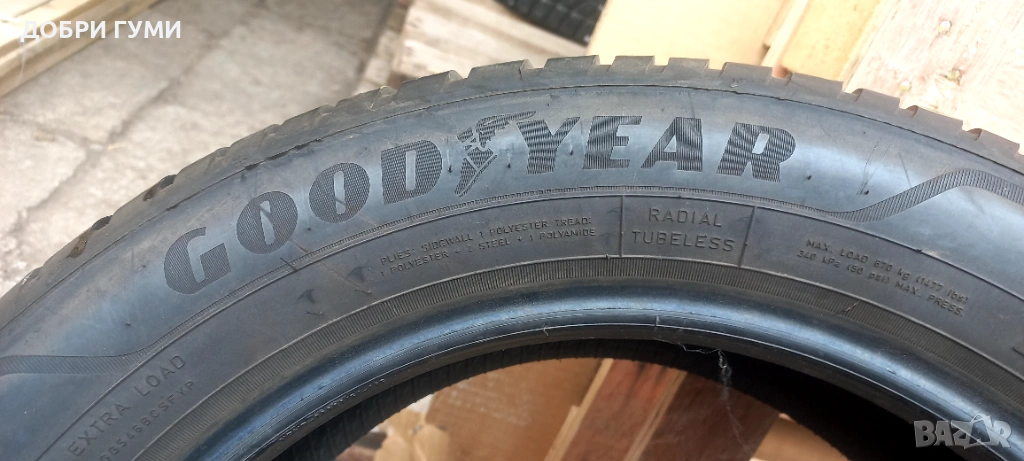 ДОБРИ ГУМИ
GOODYEAR
PLIES: SIDEWALL 1 POLYESTER TREAD:
1 POLYESTER + 2 STEEL + 1 POLYAMIDE
RADIAL
TUBELESS
MAX. LOAD 670 kg (1477 lbs)
340 kPa (50 psi) MAX. PRESS.
EXTRA LOAD
BAZAR